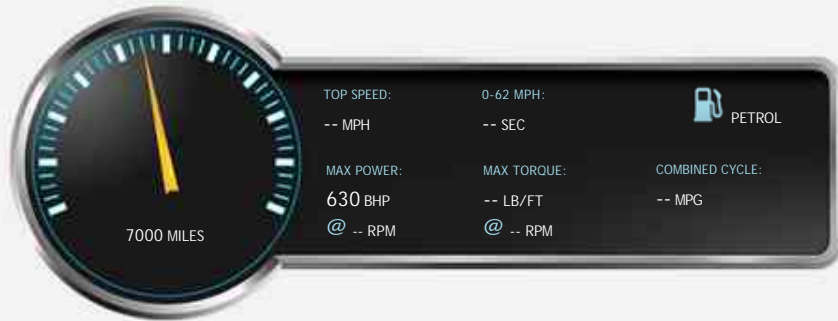 TOP SPEED:
-- MPH
0-62 MPH:
-- SEC
PETROL
MAX POWER:
630 BHP
@ -- RPM
MAX TORQUE:
-- LB/FT
@ -- RPM
COMBINED CYCLE:
-- MPG
7000 MILES